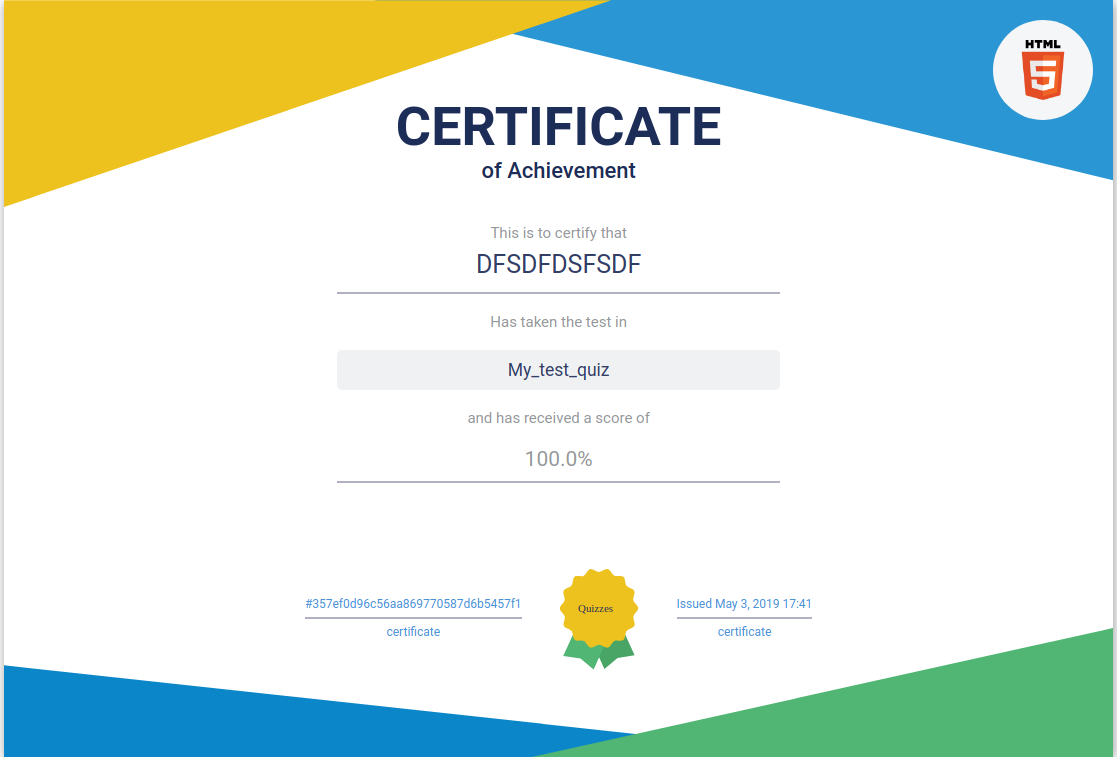 HTML
5
CERTIFICATE
of Achievement
This is to certify that
DFSDFDSFSDF
Has taken the test in
My_test_quiz
and has received a score of
100.0%
#357ef0d96c56aa869770587d6b5457f1
certificate
Quizzes
Issued May 3, 2019 17:41
certificate